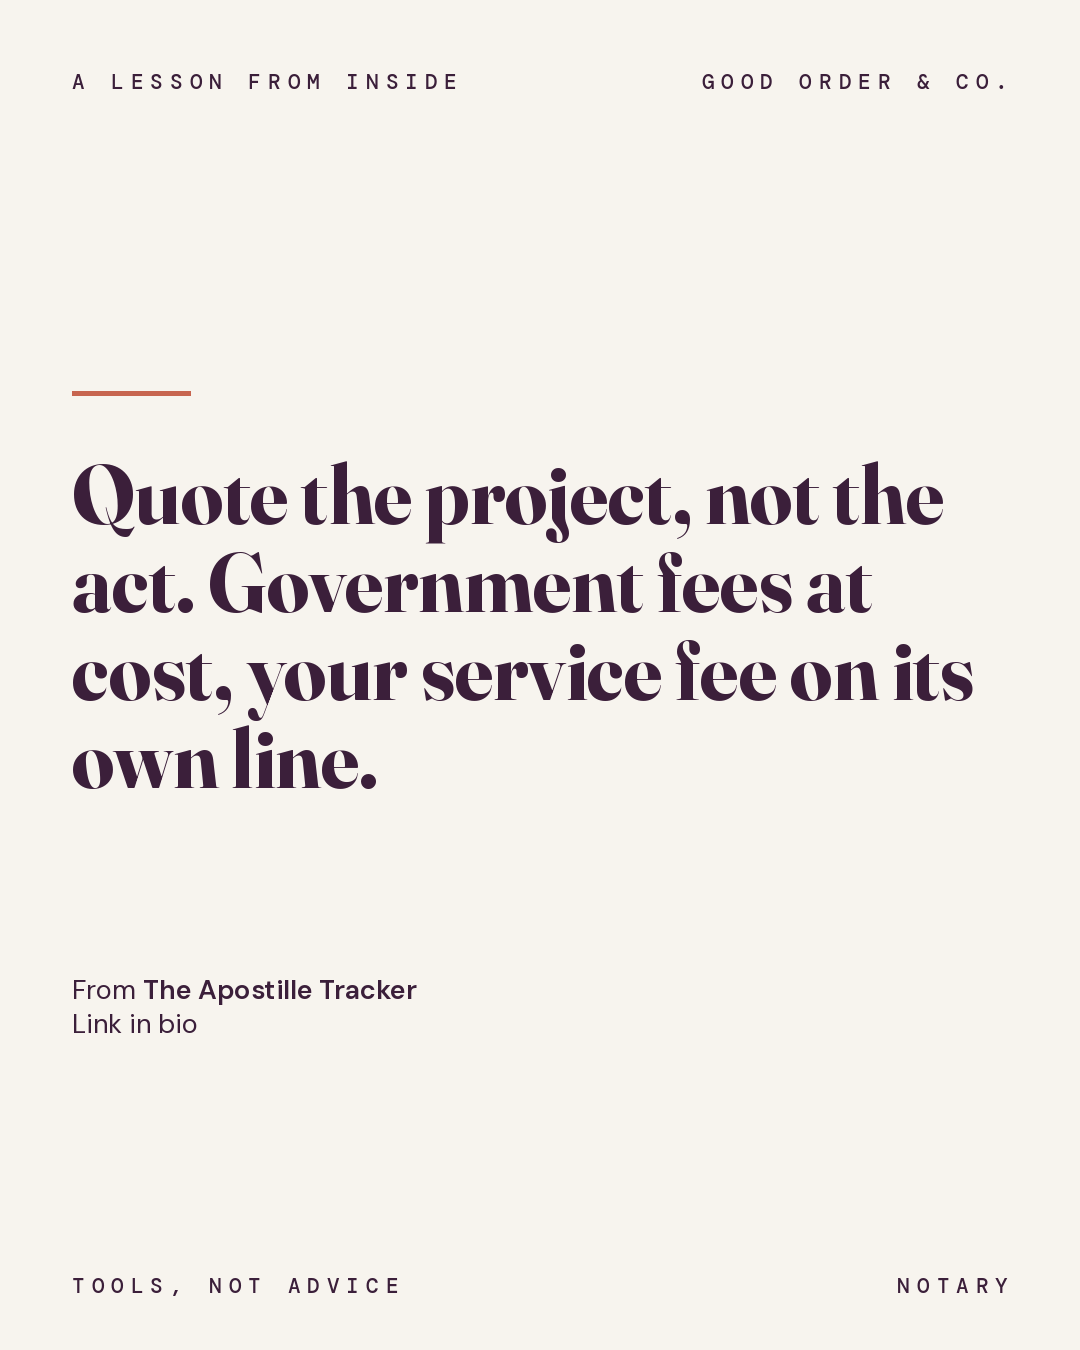 A LESSON FROM INSIDE
GOOD ORDER & CO.
Quote the project, not the
act. Government fees at
cost, your service fee on its
own line.
From The Apostille Tracker
Link in bio
TOOLS, NOT ADVICE
NOTARY